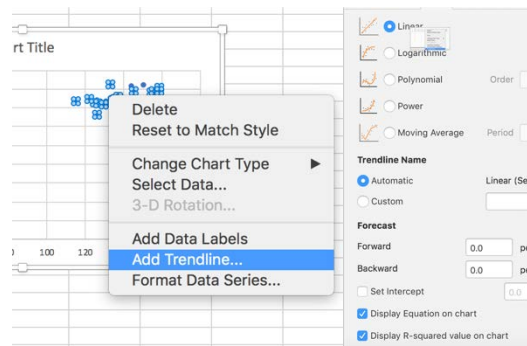 rt Title
100 120
Delete
Reset to Match Style
Change Chart Type
Select Data...
3-D Rotation...
Add Data Labels
Add Trendline...
Format Data Series...
Linear
Logarithmic
Polynomial Order
Power
Moving Average Period
Trendline Name
Automatic Linear (Se
Custom
Forecast
Forward 0.0 pe
Backward 0.0 pe
Set Intercept 0.0
Display Equation on chart
Display R-squared value on chart